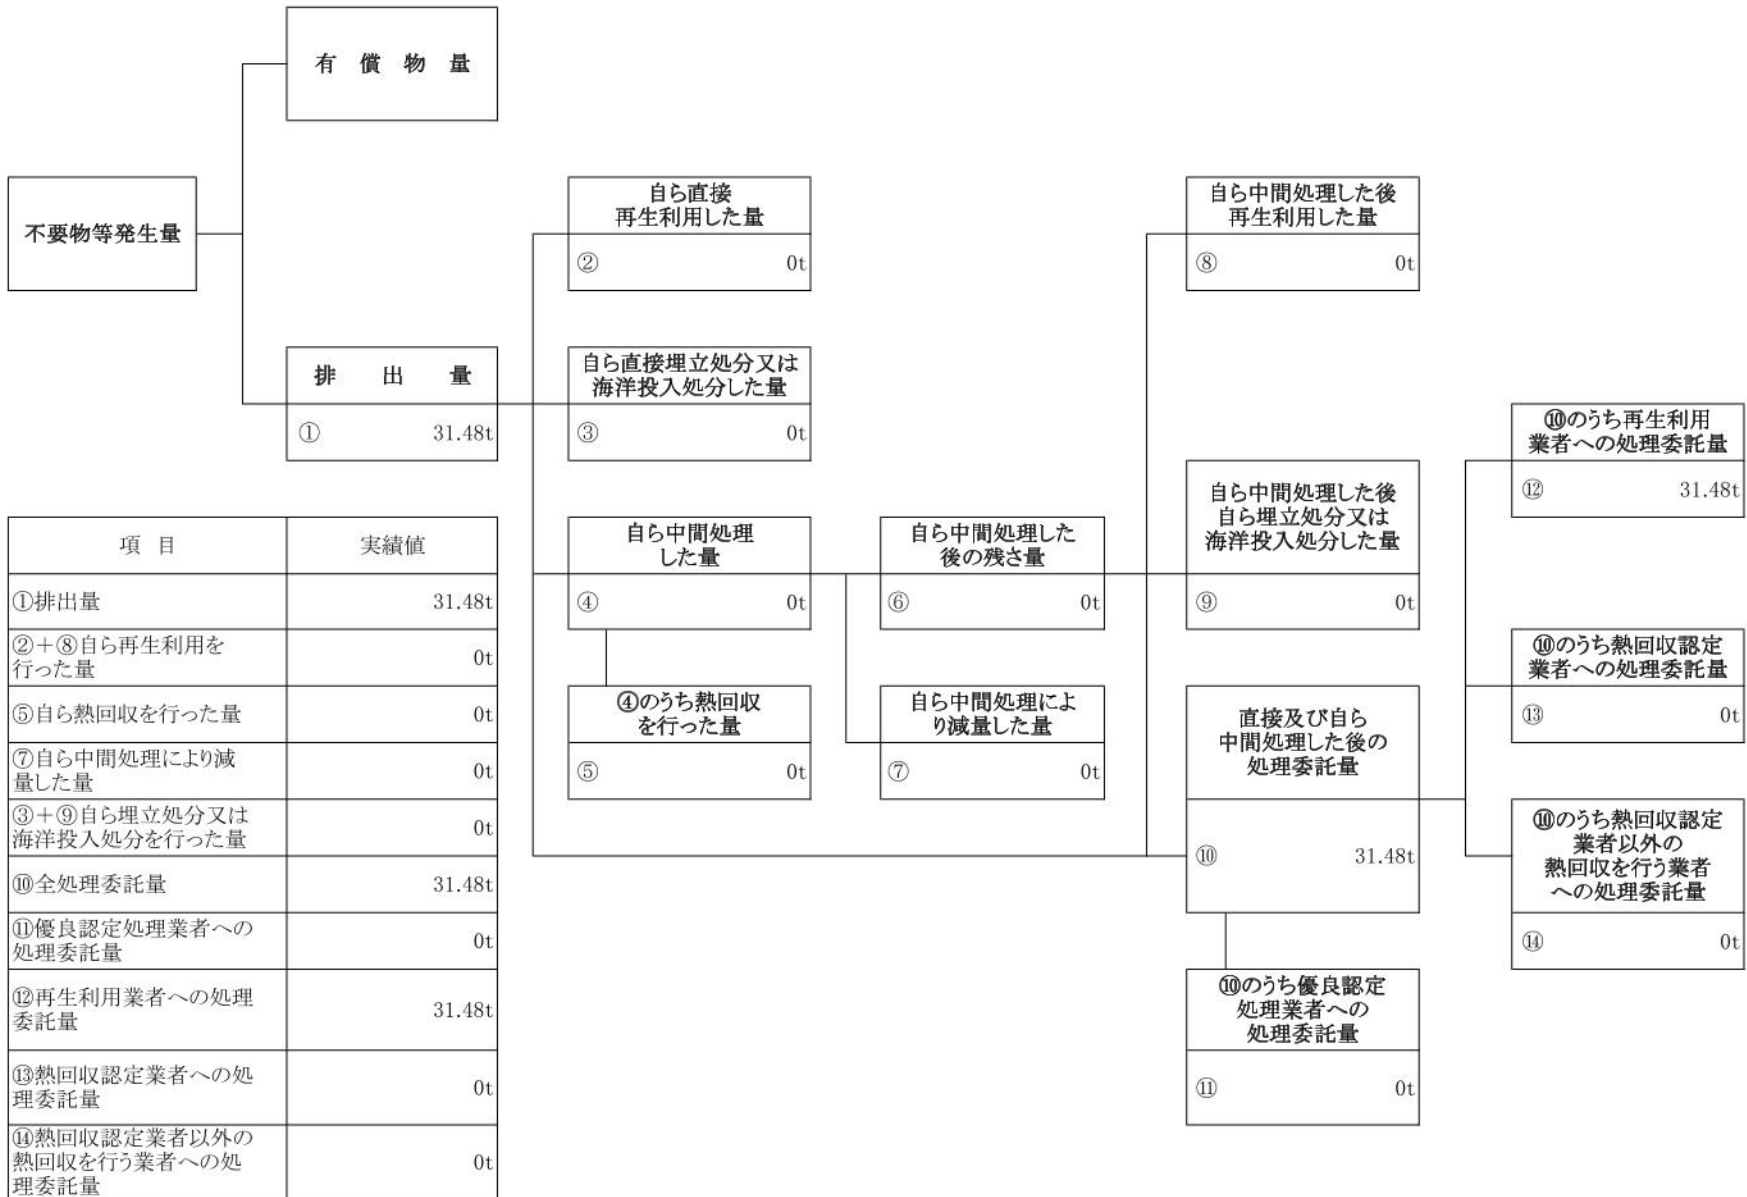 有 償 物 量
不要物等発生量
排 出 量
① 31.48t
自ら直接
再生利用した量
② 0t
自ら直接埋立処分又は
海洋投入処分した量
③ 0t
自ら中間処理
した量
④ 0t
④のうち熱回収
を行った量
⑤ 0t
自ら中間処理した
後の残さ量
⑥ 0t
自ら中間処理によ
り減量した量
⑦ 0t
自ら中間処理した後
再生利用した量
⑧ 0t
自ら中間処理した後
自ら埋立処分又は
海洋投入処分した量
⑨ 0t
直接及び自ら
中間処理した後の
処理委託量
⑩ 31.48t
⑩のうち優良認定
処理業者への
処理委託量
⑪ 0t
⑩のうち再生利用
業者への処理委託量
⑫ 31.48t
⑩のうち熱回収認定
業者への処理委託量
⑬ 0t
⑩のうち熱回収認定
業者以外の
熱回収を行う業者
への処理委託量
⑭ 0t
項 目 実績値
①排出量 31.48t
②＋⑧自ら再生利用を
行った量 0t
⑤自ら熱回収を行った量 0t
⑦自ら中間処理により減
量した量 0t
③＋⑨自ら埋立処分又は
海洋投入処分を行った量 0t
⑩全処理委託量 31.48t
⑪優良認定処理業者への
処理委託量 0t
⑫再生利用業者への処理
委託量 31.48t
⑬熱回収認定業者への処
理委託量 0t
⑭熱回収認定業者以外の
熱回収を行う業者への処
理委託量 0t